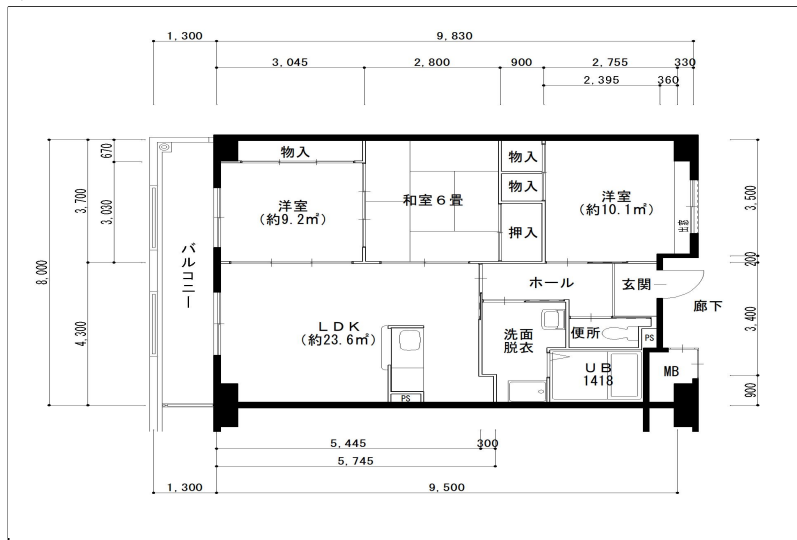 1,300 9,830
3,045 2,800 900 2,755 330
2,395 360
物入
物入
物入
押入
洋室
(約9.2㎡)
和室6畳
洋室
(約10.1㎡)
出窓
バルコニー
ホール
玄関
廊下
LDK
(約23.6㎡)
洗面
脱衣
便所
PS
UB
1418
MB
PS
8,000
3,700
4,300
670
3,030
3,500
200
3,400
900
5,445 300
5,745
1,300 9,500